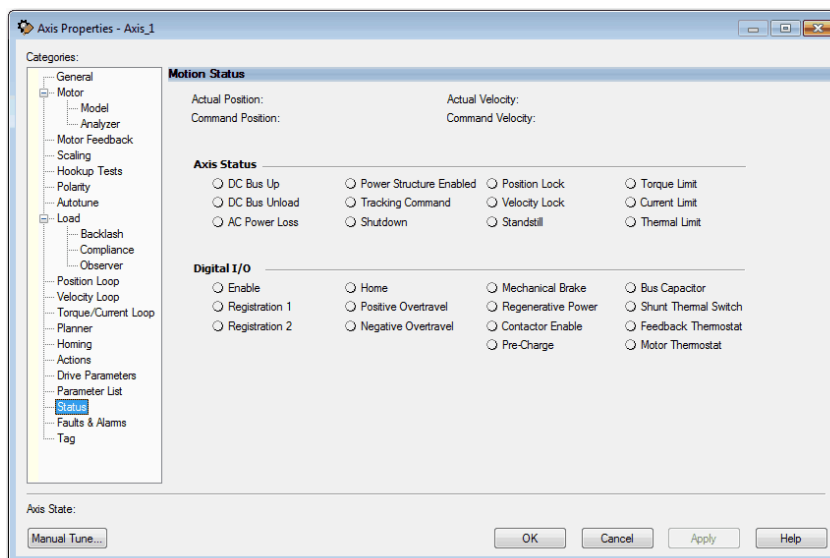 Axis Properties - Axis_1
Categories:
General
Motor
Model
Analyzer
Motor Feedback
Scaling
Hookup Tests
Polarity
Autotune
Load
Backlash
Compliance
Observer
Position Loop
Velocity Loop
Torque/Current Loop
Planner
Homing
Actions
Drive Parameters
Parameter List
Status
Faults & Alarms
Tag
Motion Status
Actual Position: Actual Velocity:
Command Position: Command Velocity:
Axis Status
DC Bus Up Power Structure Enabled Position Lock Torque Limit
DC Bus Unload Tracking Command Velocity Lock Current Limit
AC Power Loss Shutdown Standstill Thermal Limit
Digital I/O
Enable Home Mechanical Brake Bus Capacitor
Registration 1 Positive Overtravel Regenerative Power Shunt Thermal Switch
Registration 2 Negative Overtravel Contactor Enable Feedback Thermostat
Pre-Charge Motor Thermostat
Axis State:
Manual Tune... OK Cancel Apply Help